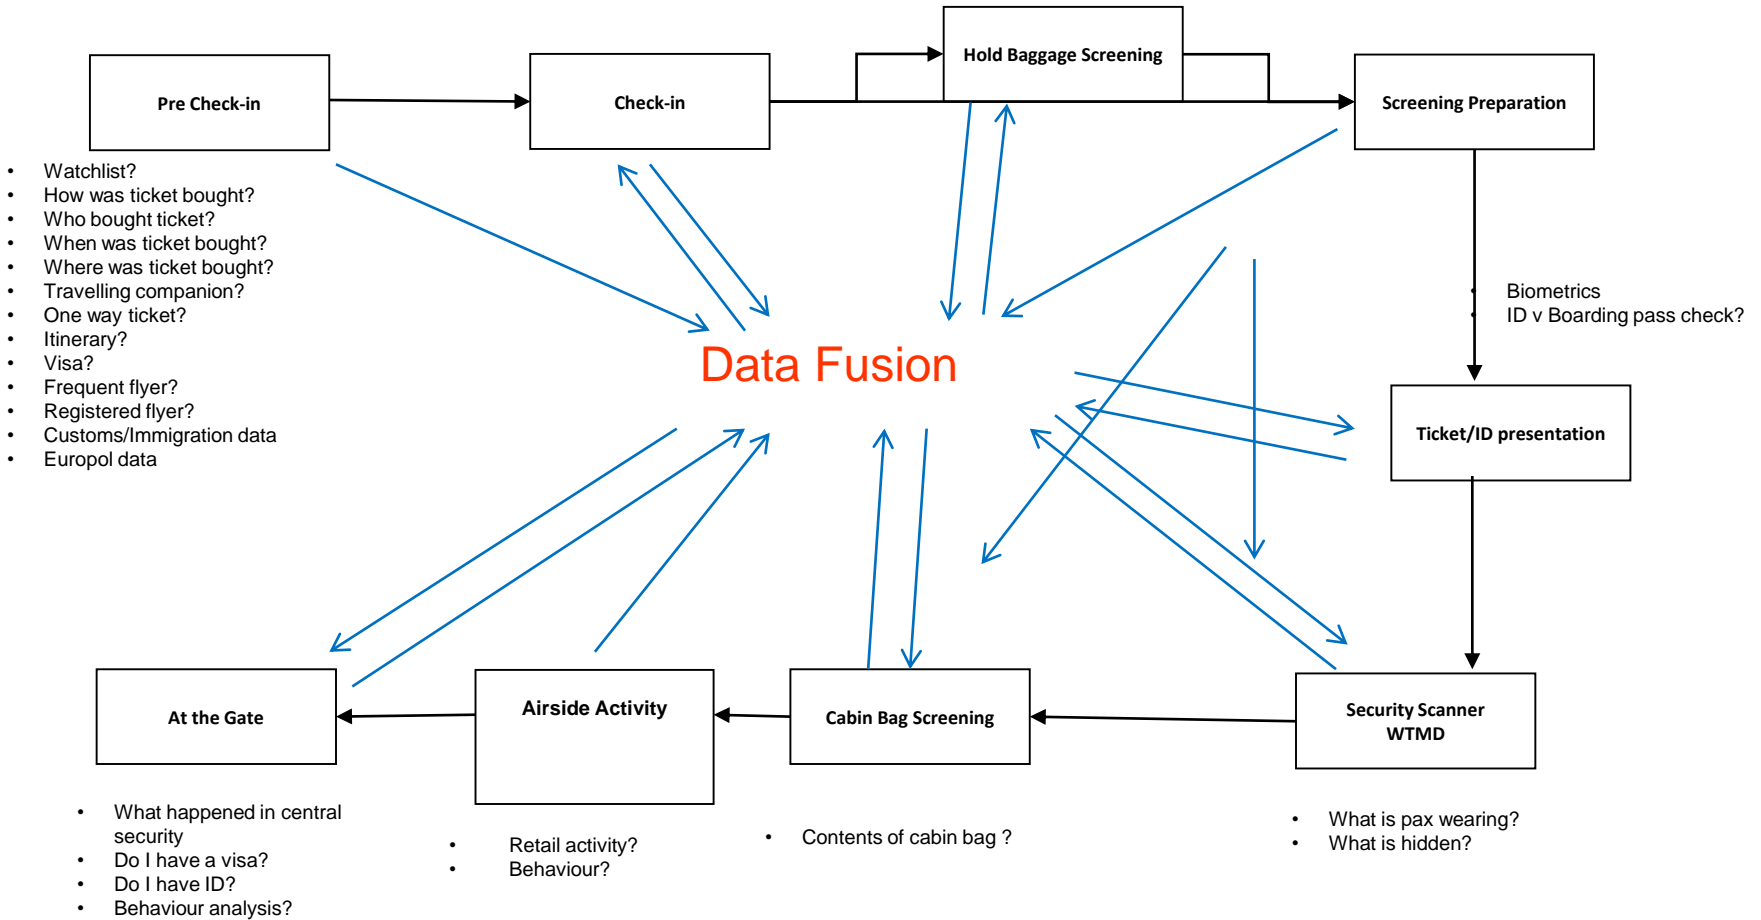 Hold Baggage Screening
Pre Check-in
Check-in
Screening Preparation
• Watchlist?
• How was ticket bought?
• Who bought ticket?
• When was ticket bought?
• Where was ticket bought?
• Travelling companion?
• One way ticket?
• Itinerary?
• Visa?
• Frequent flyer?
• Registered flyer?
• Customs/Immigration data
• Europol data
• Biometrics
• ID v Boarding pass check?
Data Fusion
Ticket/ID presentation
At the Gate
Airside Activity
Cabin Bag Screening
Security Scanner
WTMD
• What happened in central
security
• Do I have a visa?
• Do I have ID?
• Behaviour analysis?
• Retail activity?
• Behaviour?
• Contents of cabin bag ?
• What is pax wearing?
• What is hidden?